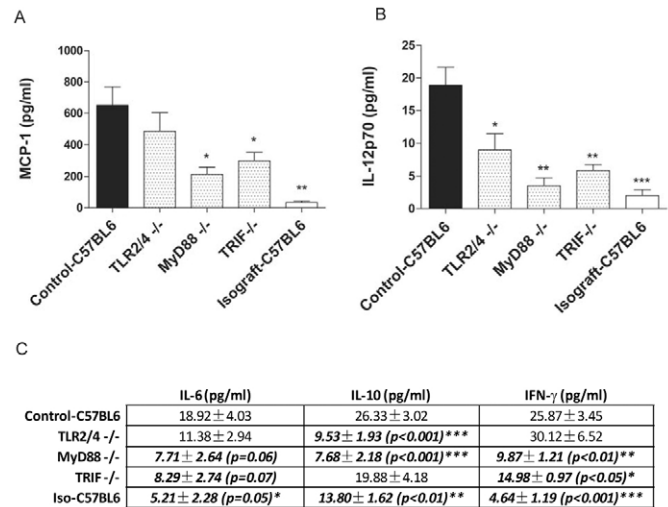 A
MCP-1 (pg/ml)
1000
800
600
400
200
0
*
*
**
Control-C57BL6
TLR2/4 -/-
MyD88 -/-
TRIF-/-
Isograft-C57BL6
B
IL-12p70 (pg/ml)
25
20
15
10
5
0
*
**
**
***
Control-C57BL6
TLR2/4 -/-
MyD88 -/-
TRIF-/-
Isograft-C57BL6
C
IL-6 (pg/ml) IL-10 (pg/ml) IFN-γ (pg/ml)
Control-C57BL6 18.92±4.03 26.33±3.02 25.87±3.45
TLR2/4 -/- 11.38±2.94 9.53±1.93 (p<0.001)*** 30.12±6.52
MyD88 -/- 7.71±2.64 (p=0.06) 7.68±2.18 (p<0.001)*** 9.87±1.21 (p<0.01)**
TRIF -/- 8.29±2.74 (p=0.07) 19.88±4.18 14.98±0.97 (p<0.05)*
Iso-C57BL6 5.21±2.28 (p=0.05)* 13.80±1.62 (p<0.01)** 4.64±1.19 (p<0.001)***